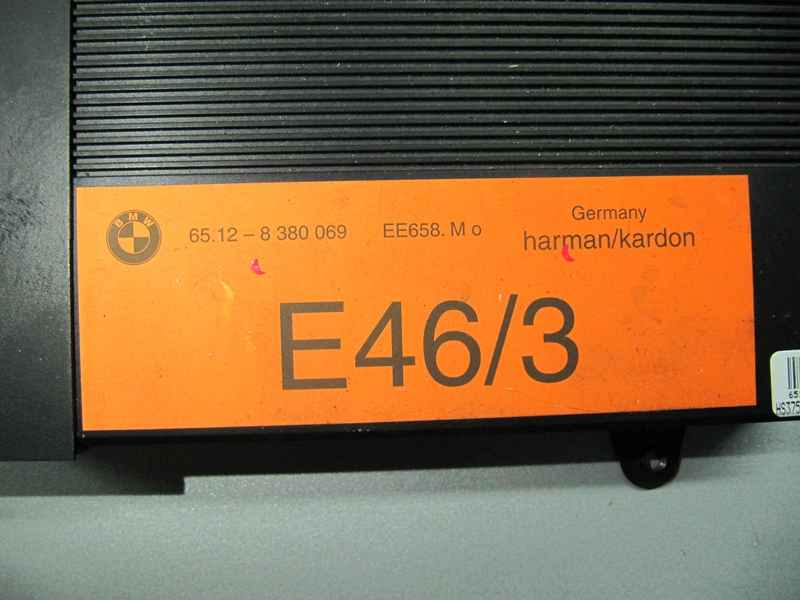 BMW
65.12 – 8 380 069
EE658. M o
Germany
harman/kardon
E46/3